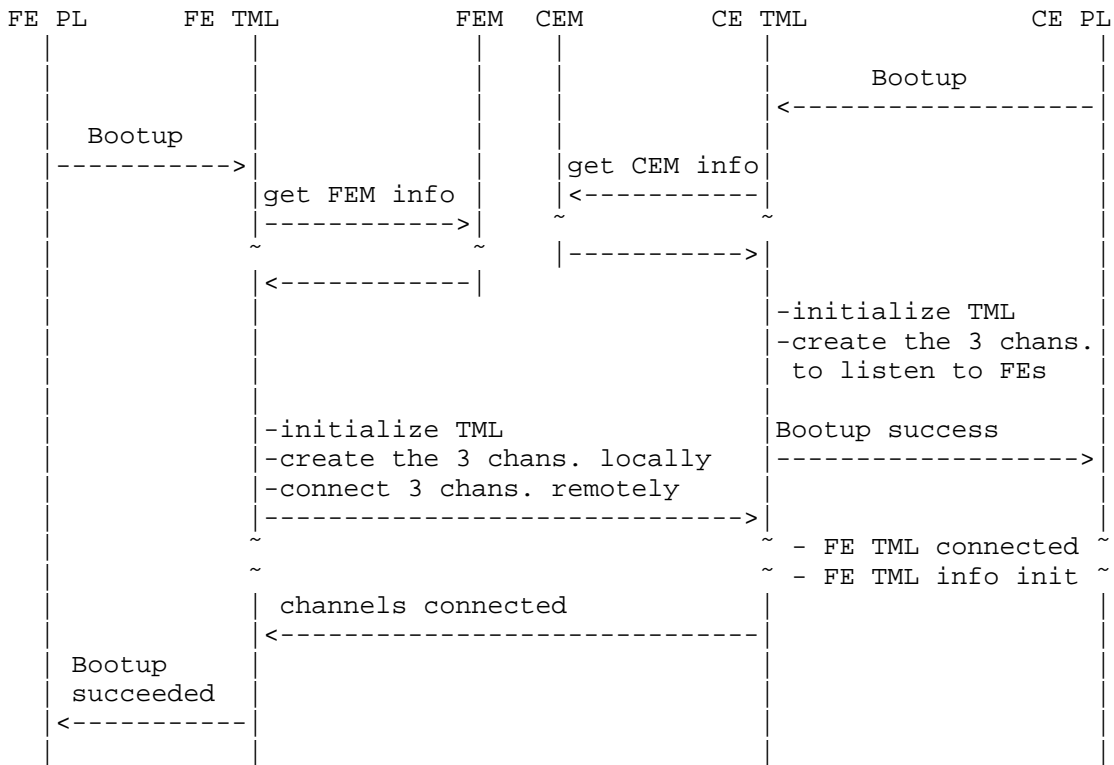 FE PL FE TML FEM CEM CE TML CE PL
Bootup
Bootup
get CEM info
get FEM info
-initialize TML
-create the 3 chans.
to listen to FEs
-initialize TML Bootup success
-create the 3 chans. locally
-connect 3 chans. remotely
- FE TML connected
- FE TML info init
channels connected
Bootup
succeeded